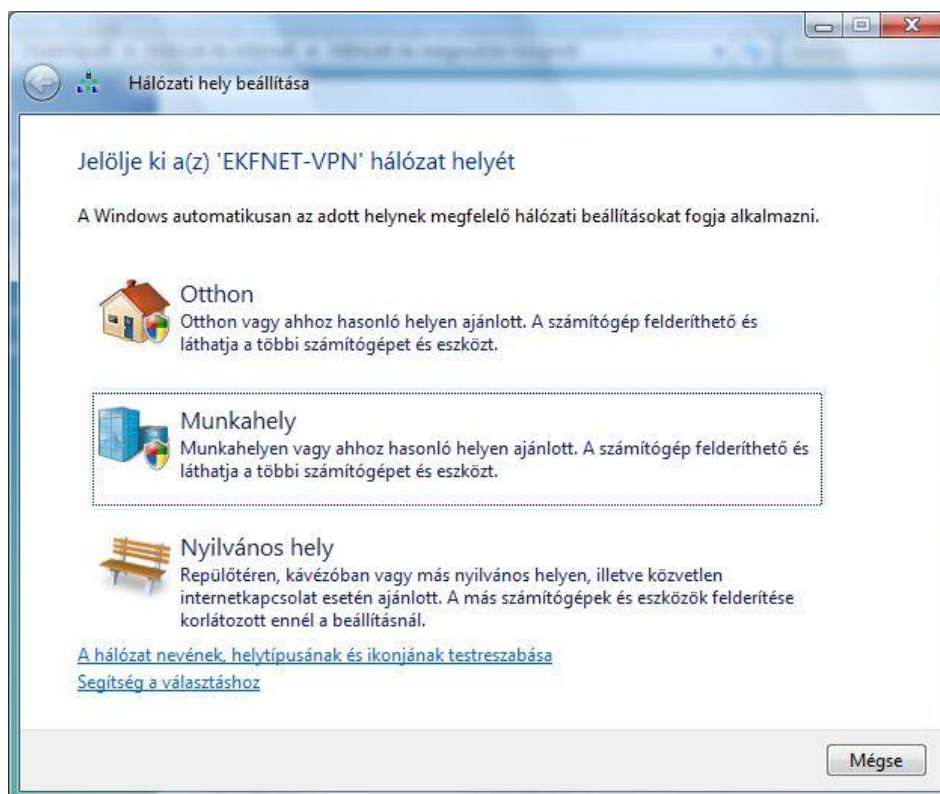 Hálózati hely beállítása
Jelölje ki a(z) 'EKFNET-VPN' hálózat helyét
A Windows automatikusan az adott helynek megfelelő hálózati beállításokat fogja alkalmazni.
Otthon
Otthon vagy ahhoz hasonló helyen ajánlott. A számítógép felderíthető és
láthatja a többi számítógépet és eszközt.
Munkahely
Munkahelyen vagy ahhoz hasonló helyen ajánlott. A számítógép felderíthető és
láthatja a többi számítógépet és eszközt.
Nyilvános hely
Repülőtéren, kávézóban vagy más nyilvános helyen, illetve közvetlen
internetkapcsolat esetén ajánlott. A más számítógépek és eszközök felderítése
korlátozott ennél a beállításnál.
A hálózat nevének, helytípusának és ikonjának testreszabása
Segítség a választáshoz
Mégse